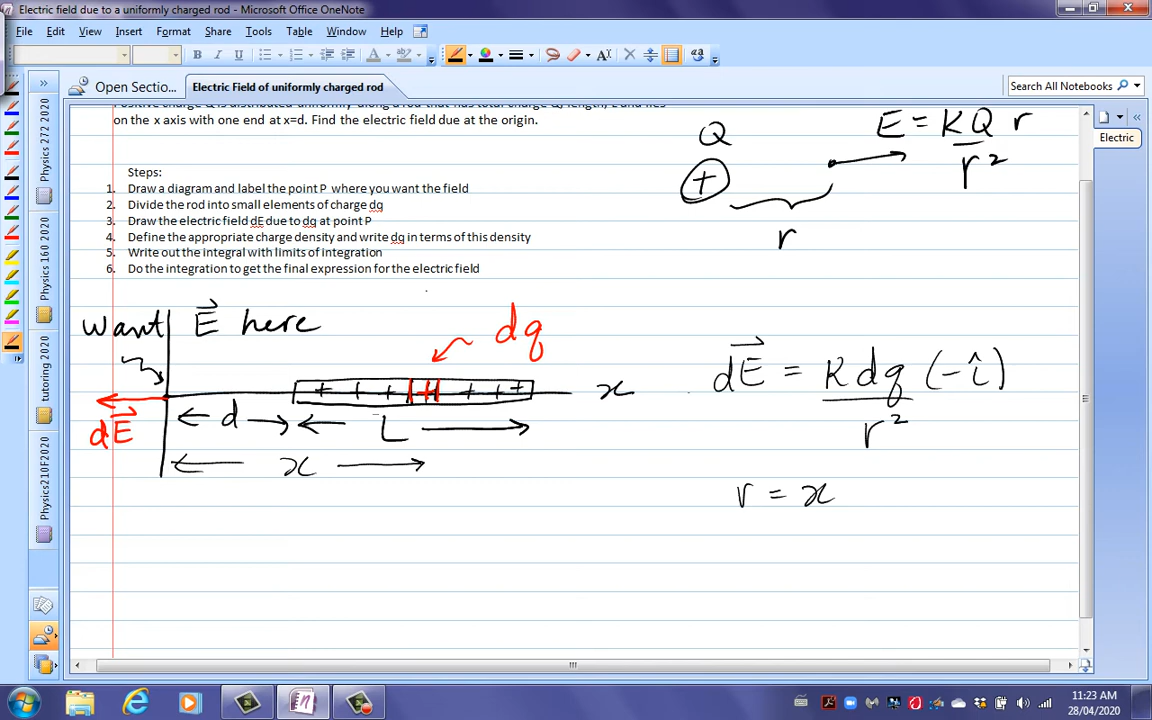 Electric field due to a uniformly charged rod - Microsoft Office OneNote
File Edit View Insert Format Share Tools Table Window Help
Open Sectio...
Electric Field of uniformly charged rod
Search All Notebooks
Electric
on the x axis with one end at x=d. Find the electric field due at the origin.
Steps:
1. Draw a diagram and label the point P where you want the field
2. Divide the rod into small elements of charge dq
3. Draw the electric field dE due to dq at point P
4. Define the appropriate charge density and write dq in terms of this density
5. Write out the integral with limits of integration
6. Do the integration to get the final expression for the electric field
Physics 272 2020
Physics 160 2020
tutoring 2020
Physics210F2020
Q
+
r
E = KQ r
r²
Want E⃗ here
dq
+ + + + + + +
x
dE⃗
d
L
x
dE⃗ = K dq (-î)
r²
r = x
11:23 AM
28/04/2020